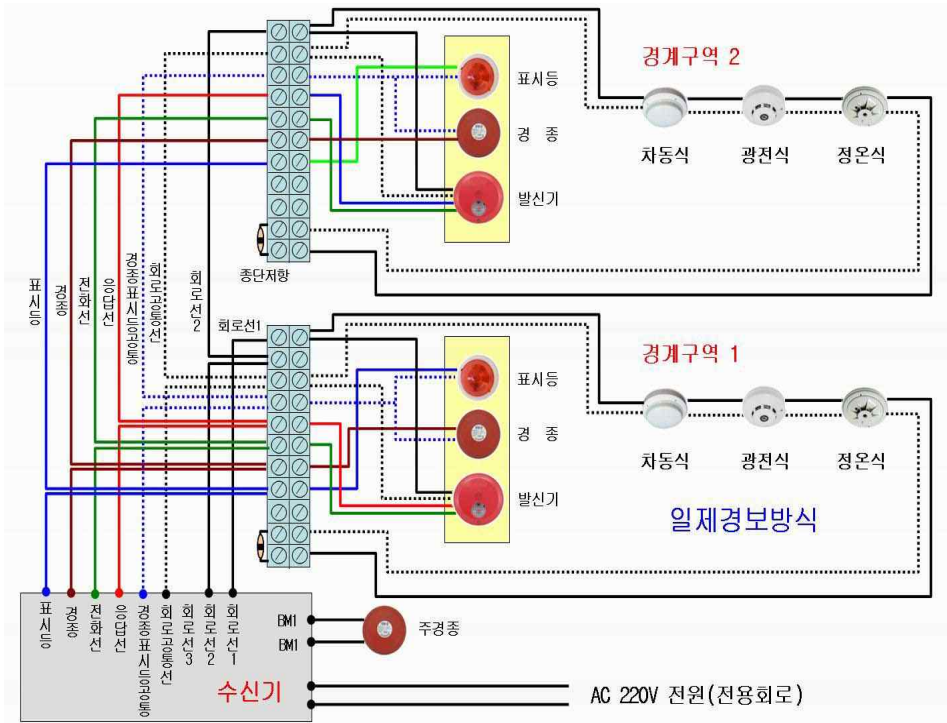 경계구역 2
표시등
경 종
발신기
차동식
광전식
정온식
종단저항
표시등
경종
전화선
응답선
경종표시등공통
회로공통선
회로선2
회로선1
경계구역 1
표시등
경 종
발신기
차동식
광전식
정온식
일제경보방식
표시등
경종
전화선
응답선
경종표시등공통
회로공통선
회로선3
회로선2
회로선1
BM1
BM1
주경종
수신기
AC 220V 전원(전용회로)